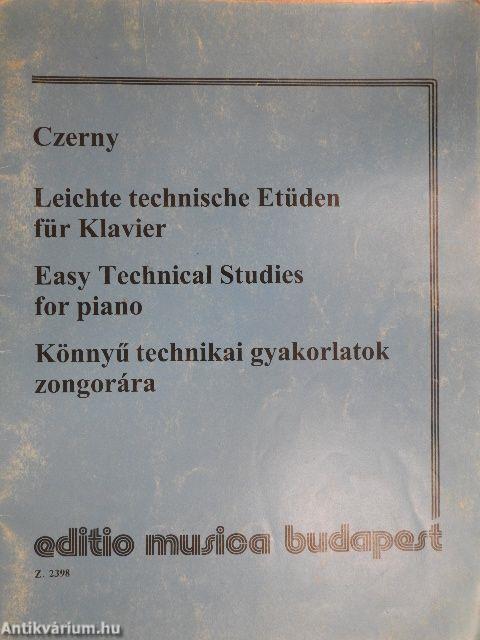 Czerny
Leichte technische Etüden
für Klavier
Easy Technical Studies
for piano
Könnyű technikai gyakorlatok
zongorára
editio musica budapest
Z. 2398
Antikvárium.hu